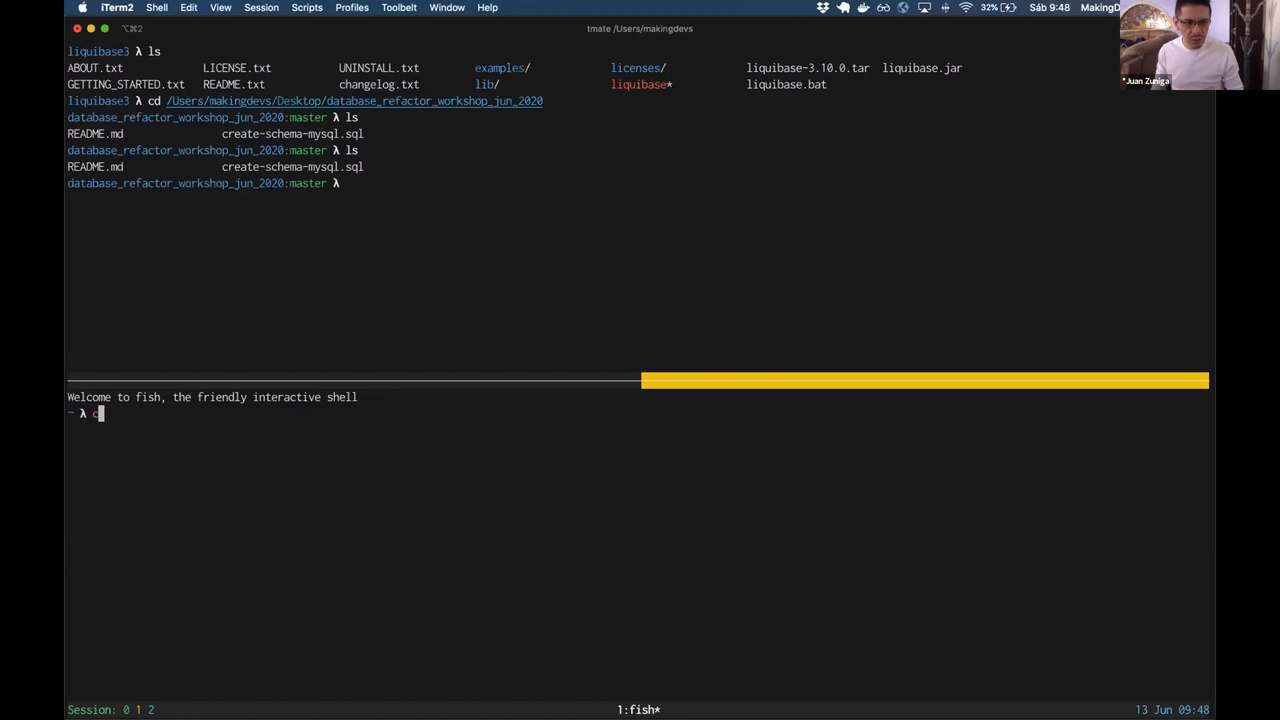 iTerm2 Shell Edit View Session Scripts Profiles Toolbelt Window Help 32% Sáb 9:48 MakingD
⌥⌘2 tmate /Users/makingdevs
*Juan Zuniga
liquibase3 λ ls
ABOUT.txt LICENSE.txt UNINSTALL.txt examples/ licenses/ liquibase-3.10.0.tar liquibase.jar
GETTING_STARTED.txt README.txt changelog.txt lib/ liquibase* liquibase.bat
liquibase3 λ cd /Users/makingdevs/Desktop/database_refactor_workshop_jun_2020
database_refactor_workshop_jun_2020:master λ ls
README.md create-schema-mysql.sql
database_refactor_workshop_jun_2020:master λ ls
README.md create-schema-mysql.sql
database_refactor_workshop_jun_2020:master λ
Welcome to fish, the friendly interactive shell
~ λ c
Session: 0 1 2 1:fish* 13 Jun 09:48